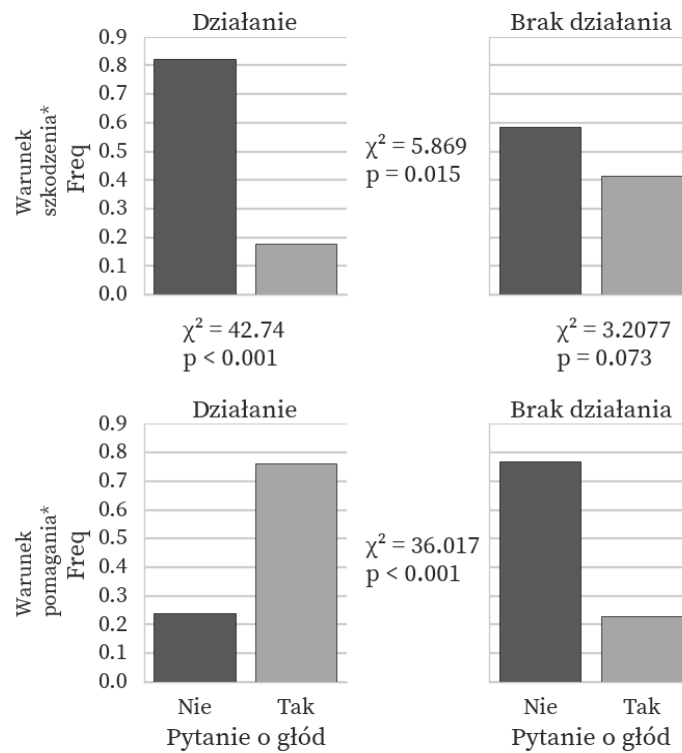 Działanie
Brak działania
Warunek
szkodzenia*
Freq
0.9
0.8
0.7
0.6
0.5
0.4
0.3
0.2
0.1
0.0
χ² = 5.869
p = 0.015
χ² = 42.74
p < 0.001
χ² = 3.2077
p = 0.073
Działanie
Brak działania
Warunek
pomagania*
Freq
0.9
0.8
0.7
0.6
0.5
0.4
0.3
0.2
0.1
0.0
χ² = 36.017
p < 0.001
Nie Tak
Nie Tak
Pytanie o głód
Pytanie o głód